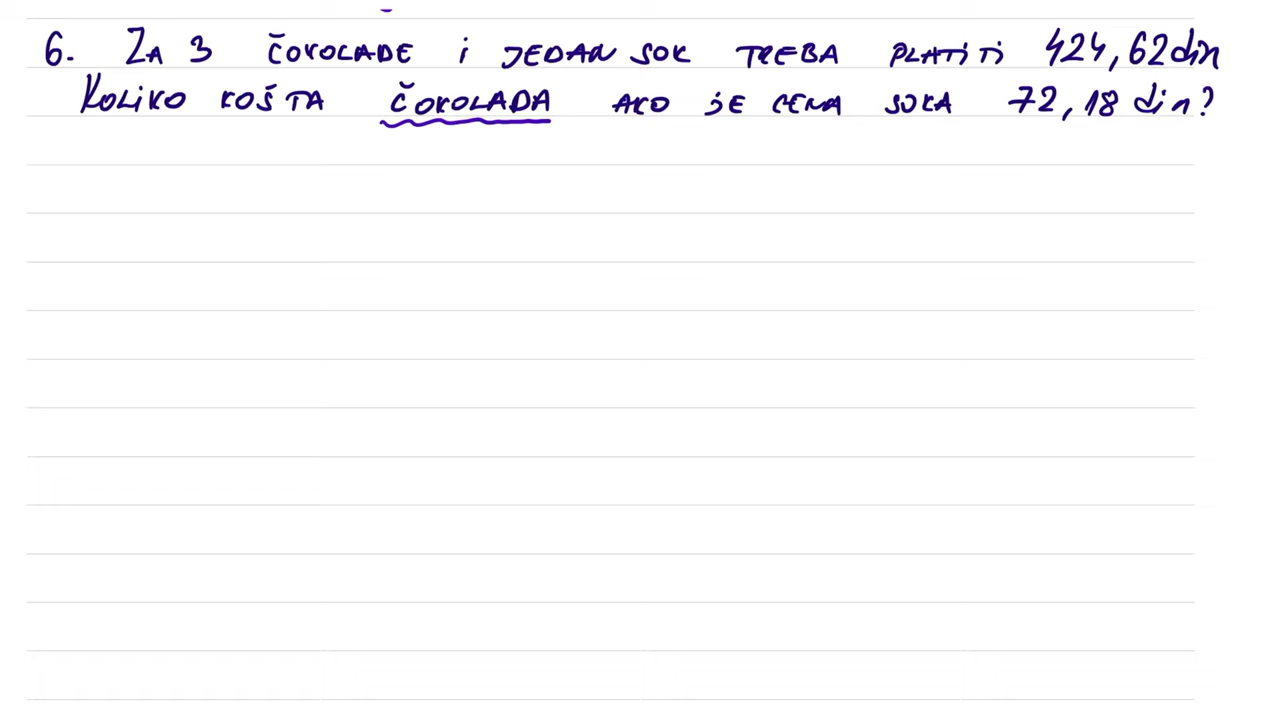 6. ZA 3 ČOKOLADE i JEDAN SOK TREBA PLATITI 424,62 din
KOLIKO KOŠTA ČOKOLADA AKO JE CENA SOKA 72,18 din?